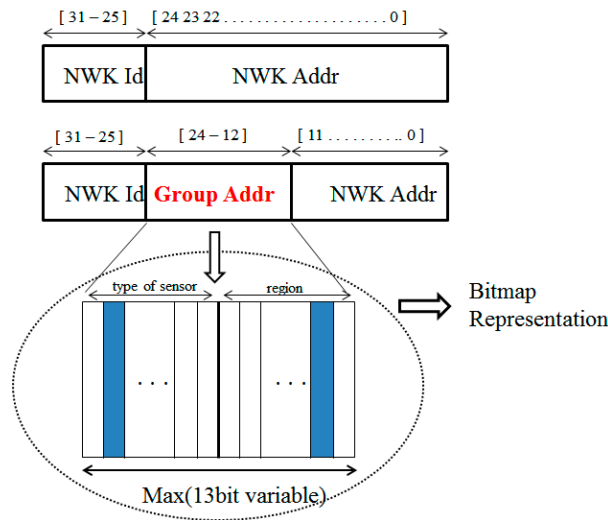 [ 31 – 25 ] [ 24 23 22 . . . . . . . . . . . . . . . . . . . . . 0 ]
NWK Id NWK Addr
[ 31 – 25 ] [ 24 – 12 ] [ 11 . . . . . . . . . .. 0 ]
NWK Id Group Addr NWK Addr
type of sensor region
Bitmap
Representation
. . . . . .
Max(13bit variable)